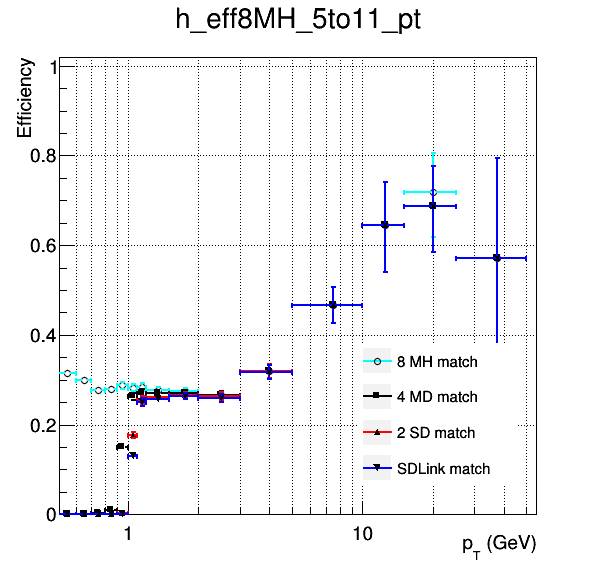 h_eff8MH_5to11_pt
Efficiency
1
0.8
0.6
0.4
0.2
0
8 MH match
4 MD match
2 SD match
SDLink match
1
10
p_T (GeV)